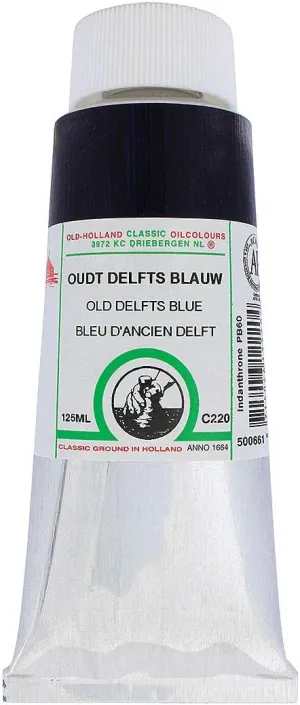 OLD-HOLLAND CLASSIC OILCOLOURS
3972 KC DRIEBERGEN NL ®
OUDT DELFTS BLAUW
OLD DELFTS BLUE
BLEU D'ANCIEN DELFT
125ML
C220
CLASSIC GROUND IN HOLLAND ANNO 1664
Indanthrone PB60
500661